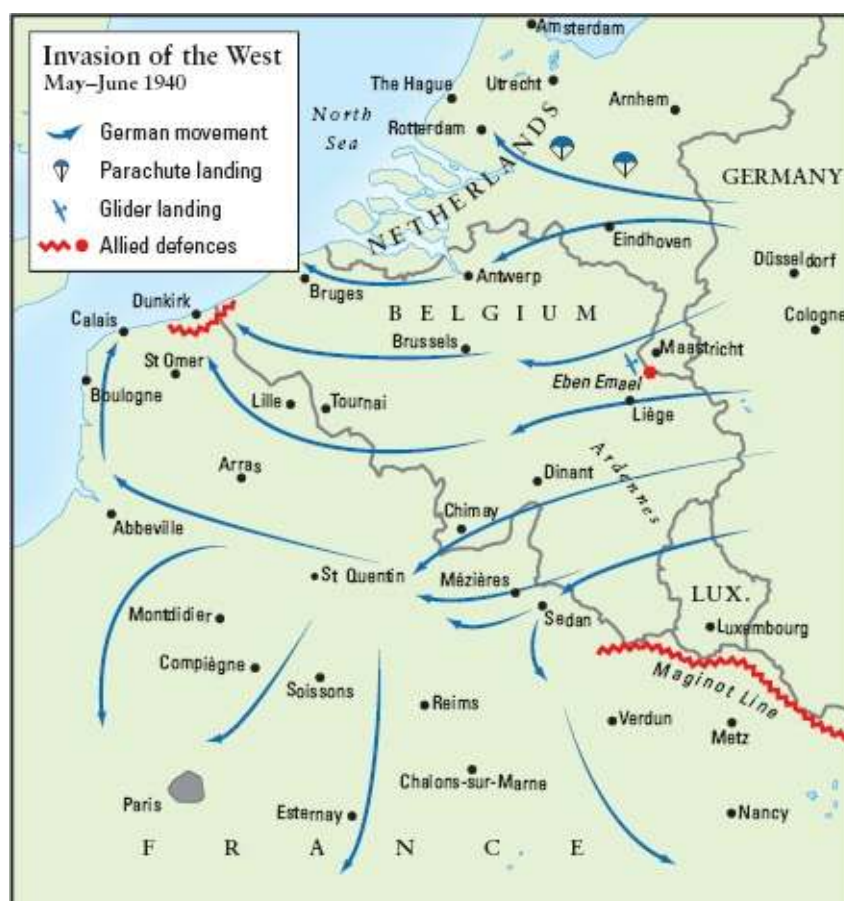 Invasion of the West
May–June 1940
German movement
Parachute landing
Glider landing
Allied defences
Amsterdam
The Hague
Utrecht
Arnhem
North
Sea
Rotterdam
NETHERLANDS
GERMANY
Eindhoven
Düsseldorf
Antwerp
Bruges
BELGIUM
Dunkirk
Calais
Cologne
Brussels
Maastricht
St Omer
Eben Emael
Boulogne
Lille
Tournai
Liège
Ardennes
Arras
Dinant
Abbeville
Chimay
St Quentin
Mézières
LUX.
Sedan
Luxembourg
Montdidier
Compiègne
Soissons
Maginot Line
Reims
Verdun
Metz
Chalons-sur-Marne
Paris
Esternay
Nancy
FRANCE